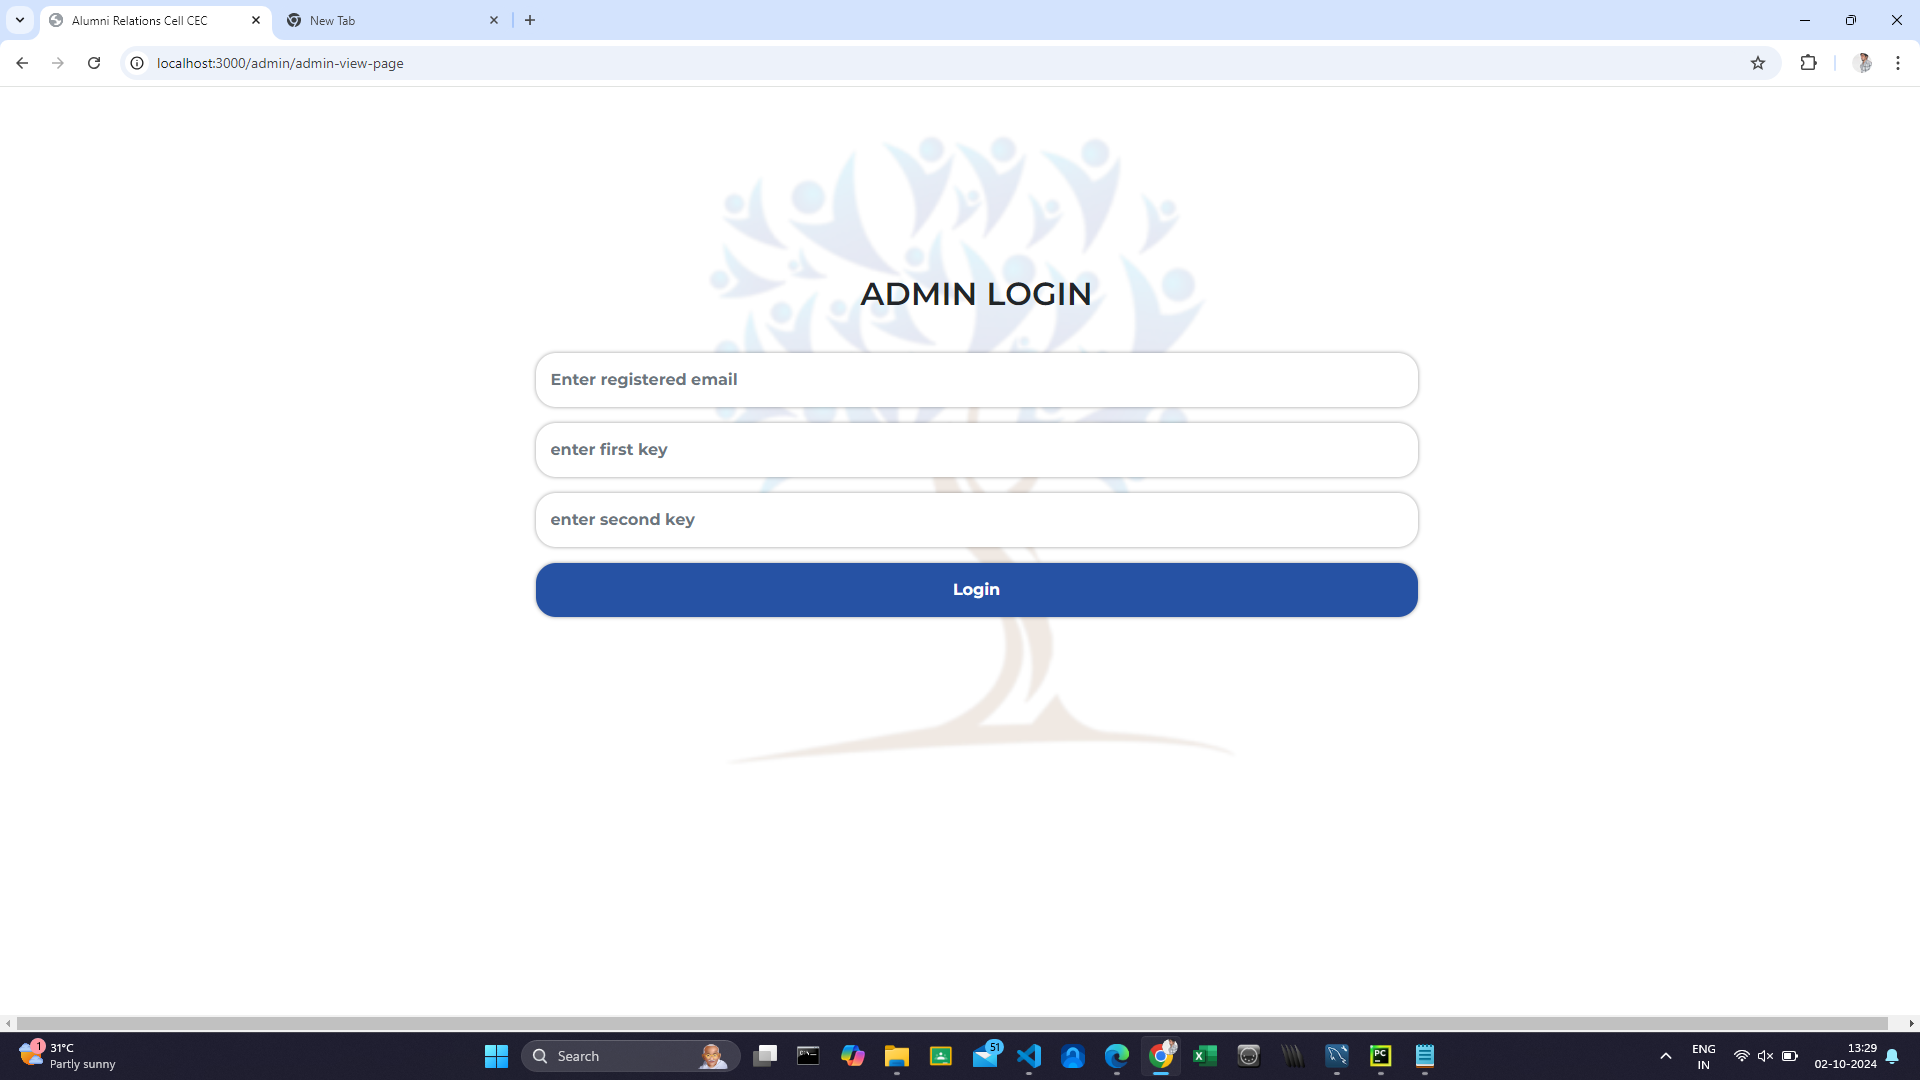 Alumni Relations Cell CEC
New Tab
localhost:3000/admin/admin-view-page
ADMIN LOGIN
Enter registered email
enter first key
enter second key
Login
1
31°C
Partly sunny
Search
51
PC
ENG
IN
13:29
02-10-2024